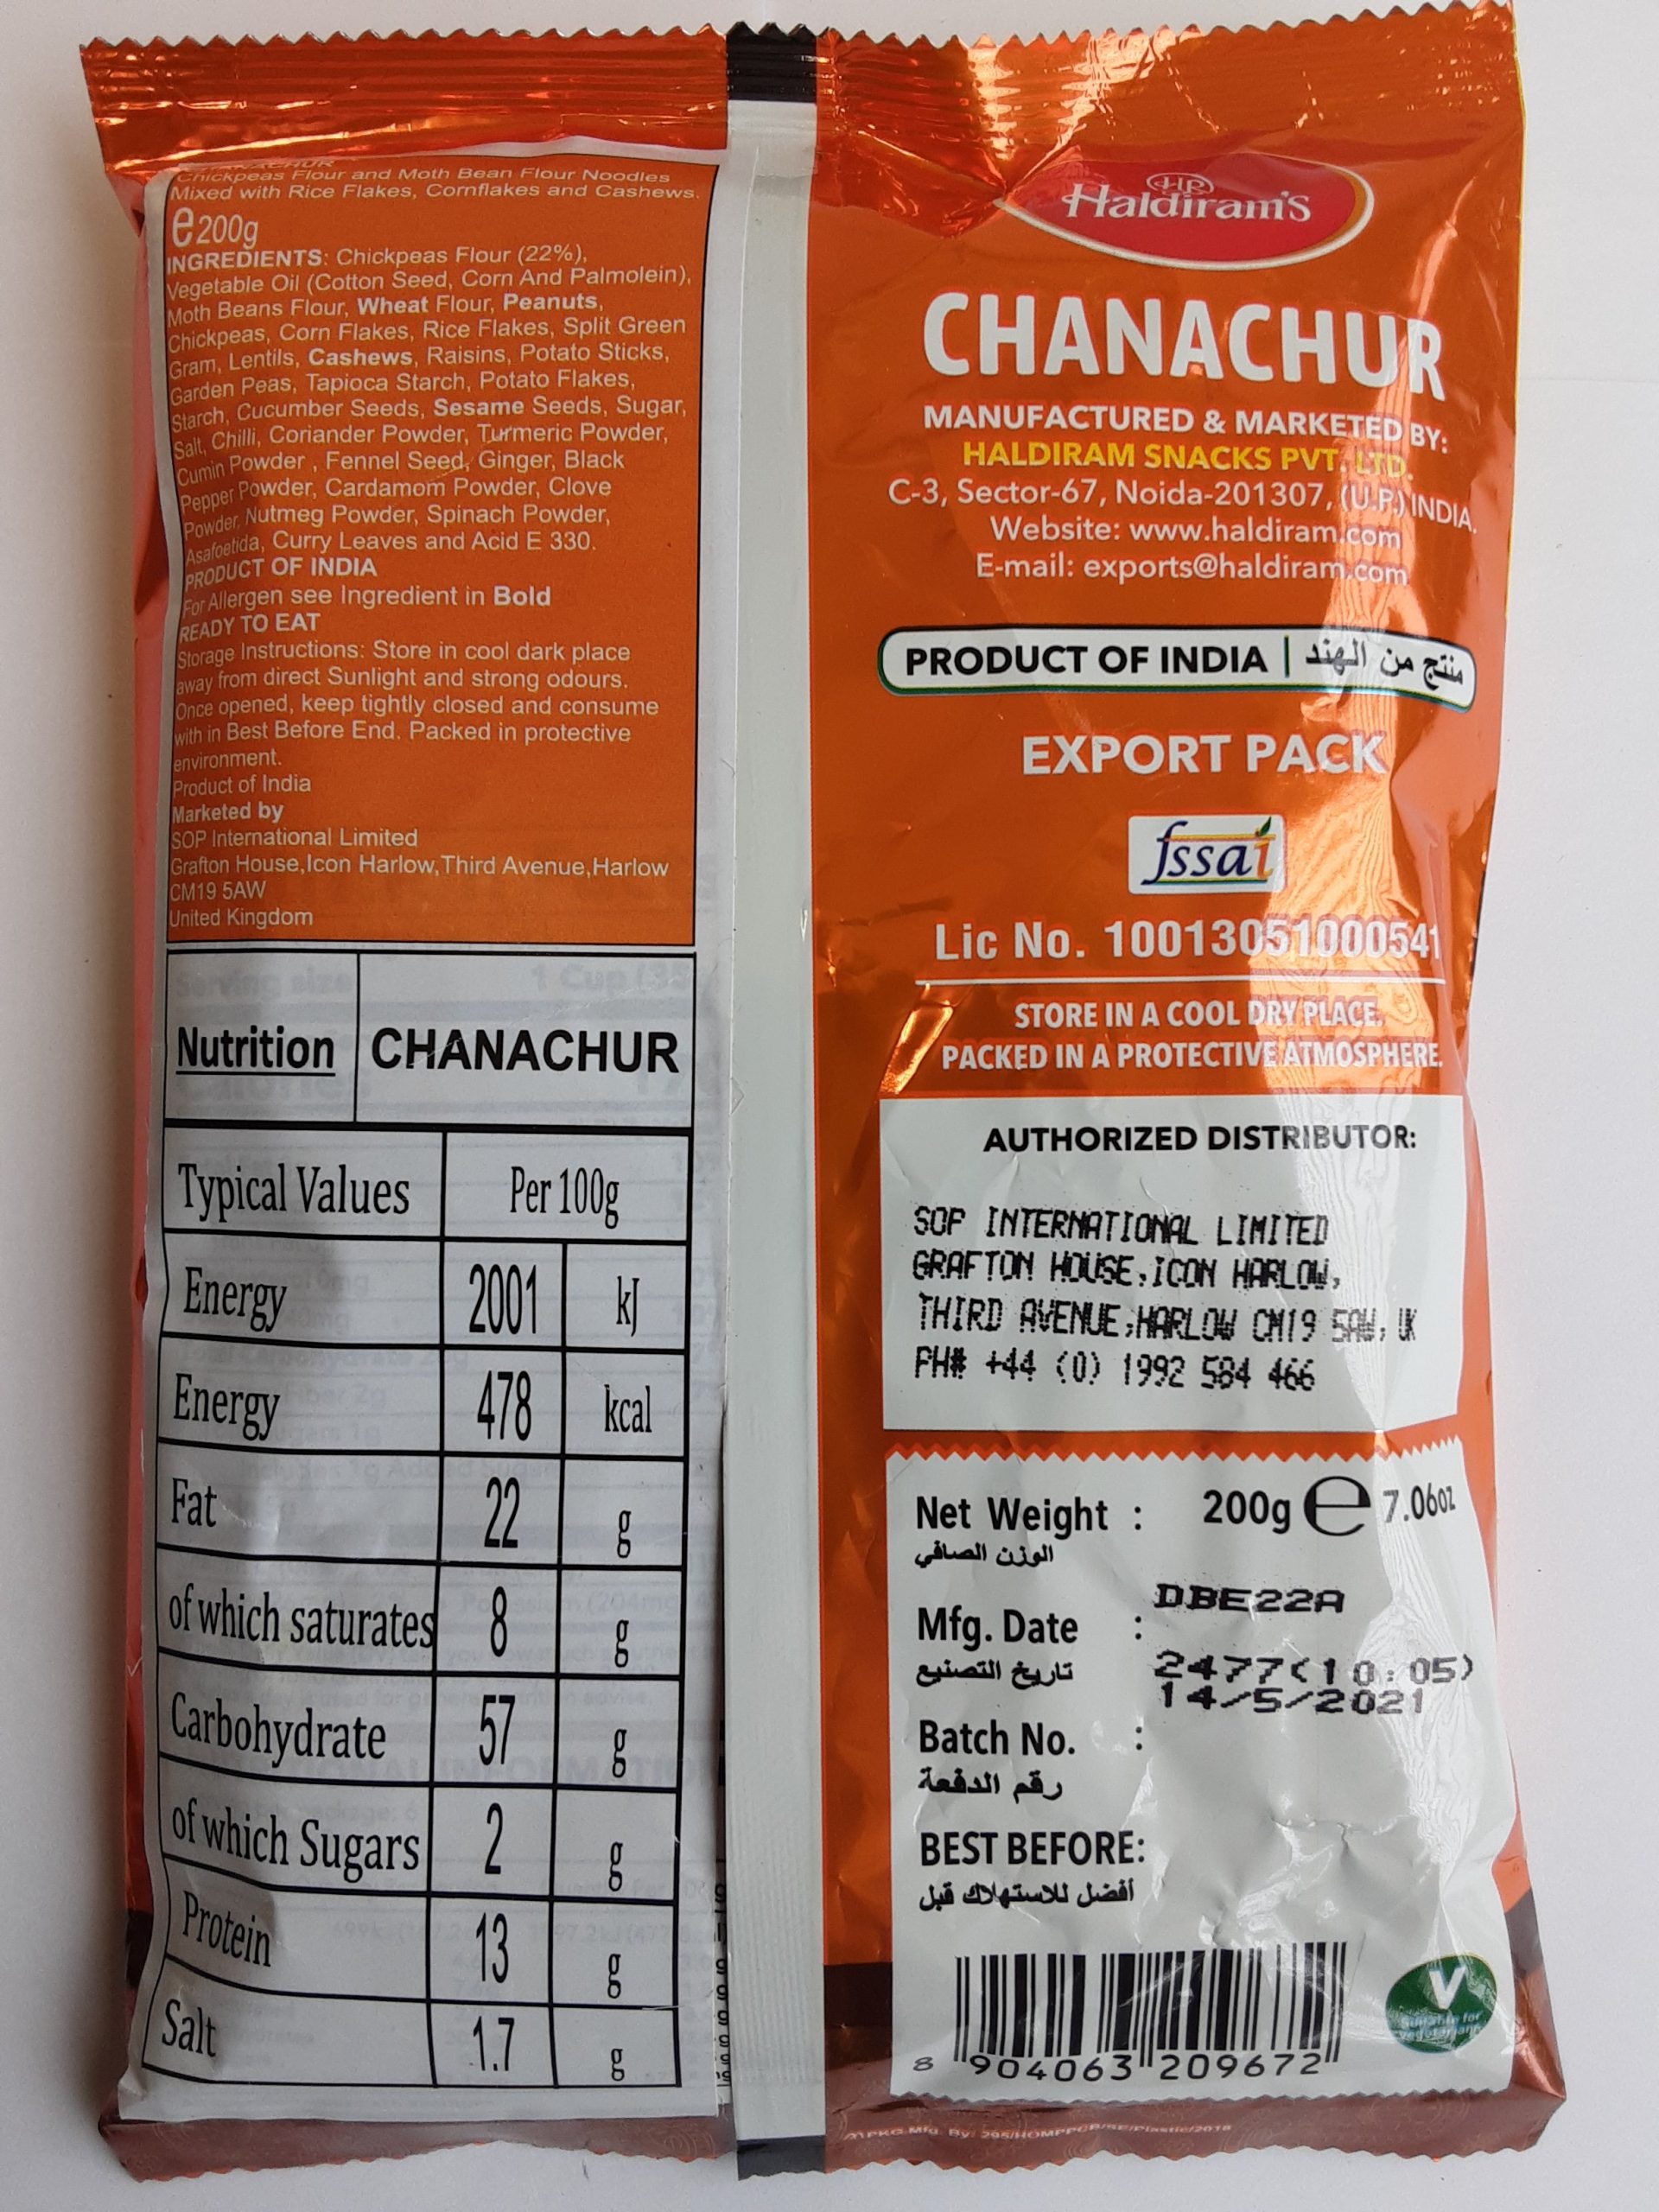 CHANACHUR
Chickpeas Flour and Moth Bean Flour Noodles
Mixed with Rice Flakes, Cornflakes and Cashews.
e200g
INGREDIENTS: Chickpeas Flour (22%),
Vegetable Oil (Cotton Seed, Corn And Palmolein),
Moth Beans Flour, Wheat Flour, Peanuts,
Chickpeas, Corn Flakes, Rice Flakes, Split Green
Gram, Lentils, Cashews, Raisins, Potato Sticks,
Garden Peas, Tapioca Starch, Potato Flakes,
Starch, Cucumber Seeds, Sesame Seeds, Sugar,
Salt, Chilli, Coriander Powder, Turmeric Powder,
Cumin Powder , Fennel Seed, Ginger, Black
Pepper Powder, Cardamom Powder, Clove
Powder, Nutmeg Powder, Spinach Powder,
Asafoetida, Curry Leaves and Acid E 330.
PRODUCT OF INDIA
For Allergen see Ingredient in Bold
READY TO EAT
Storage Instructions: Store in cool dark place
away from direct Sunlight and strong odours.
Once opened, keep tightly closed and consume
with in Best Before End. Packed in protective
environment.
Product of India
Marketed by
SOP International Limited
Grafton House,Icon Harlow,Third Avenue,Harlow
CM19 5AW
United Kingdom
Nutrition CHANACHUR
Typical Values Per 100g
Energy 2001 kJ
Energy 478 kcal
Fat 22 g
of which saturates 8 g
Carbohydrate 57 g
of which Sugars 2 g
Protein 13 g
Salt 1.7 g
HR
Haldiram's
CHANACHUR
MANUFACTURED & MARKETED BY:
HALDIRAM SNACKS PVT. LTD.
C-3, Sector-67, Noida-201307, (U.P.) INDIA.
Website: www.haldiram.com
E-mail: exports@haldiram.com
PRODUCT OF INDIA | منتج من الهند
EXPORT PACK
fssai
Lic No. 10013051000541
STORE IN A COOL DRY PLACE.
PACKED IN A PROTECTIVE ATMOSPHERE.
AUTHORIZED DISTRIBUTOR:
SOP INTERNATIONAL LIMITED
GRAFTON HOUSE,ICON HARLOW,
THIRD AVENUE,HARLOW CM19 5AW, UK
PH# +44 (0) 1992 584 466
Net Weight : 200g e 7.06oz
الوزن الصافي
DBE22A
Mfg. Date :
تاريخ التصنيع
2477(10:05)
14/5/2021
Batch No. :
رقم الدفعة
BEST BEFORE:
أفضل للاستهلاك قبل
8 904063 209672
V
Suitable for
vegetarians